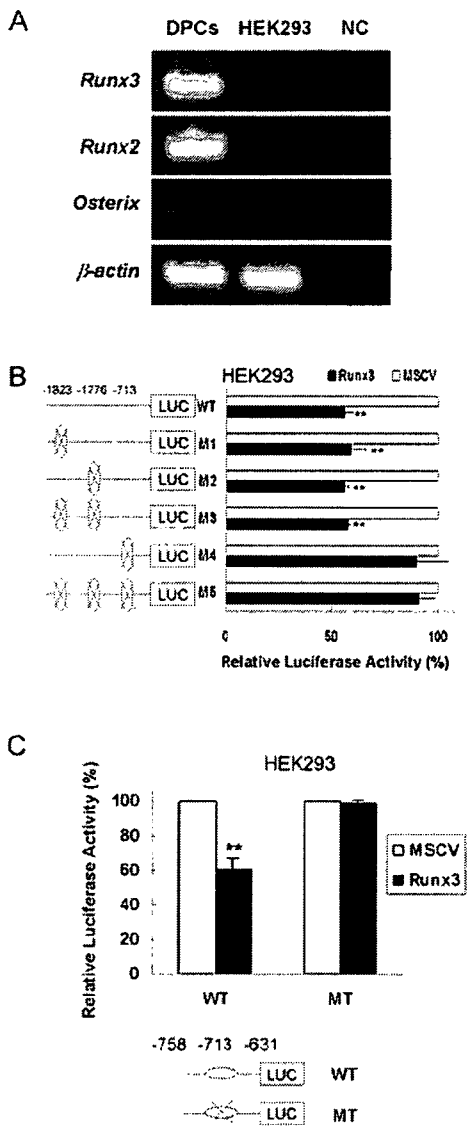 A
DPCs HEK293 NC
Runx3
Runx2
Osterix
β-actin
B
-1823 -1776 -713
HEK293
Runx3 MSCV
LUC WT **
LUC M1 **
LUC M2 **
LUC M3 **
LUC M4
LUC M5
0 50 100
Relative Luciferase Activity (%)
C
HEK293
Relative Luciferase Activity (%)
100
80
60
40
20
0
**
MSCV
Runx3
WT MT
-758 -713 -631
LUC WT
LUC MT